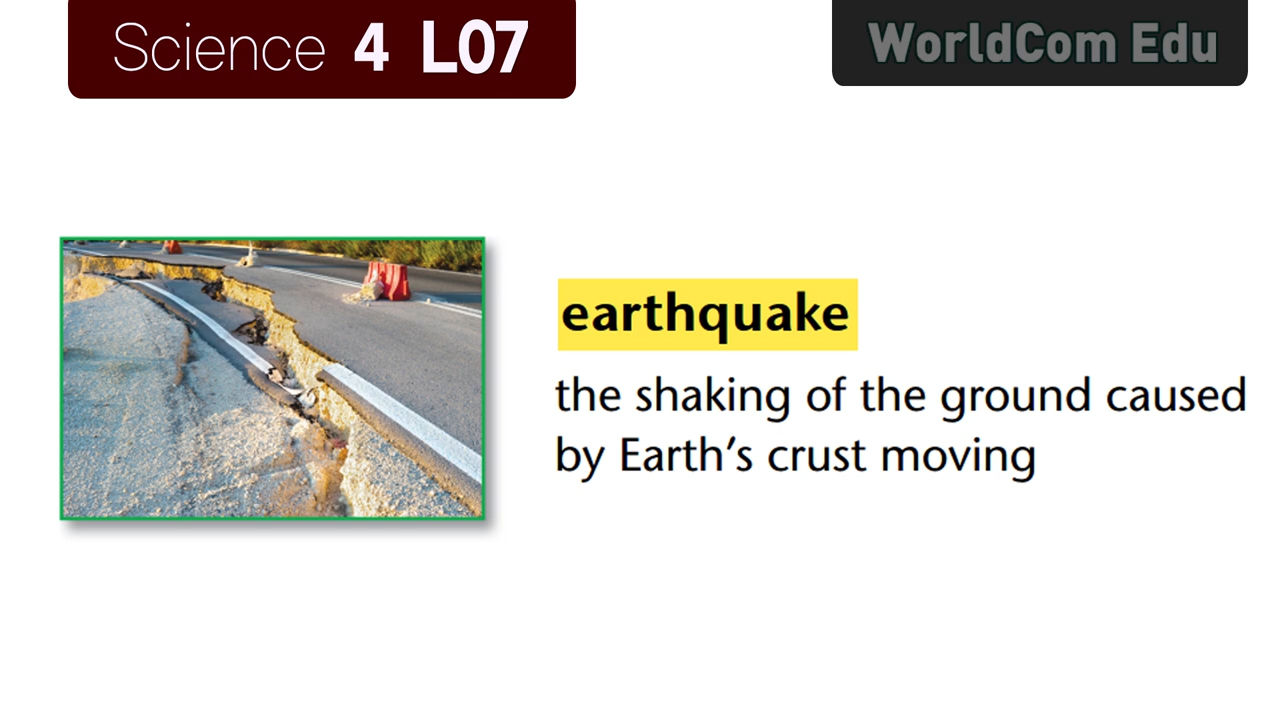 Science 4 L07
WorldCom Edu
earthquake
the shaking of the ground caused
by Earth's crust moving